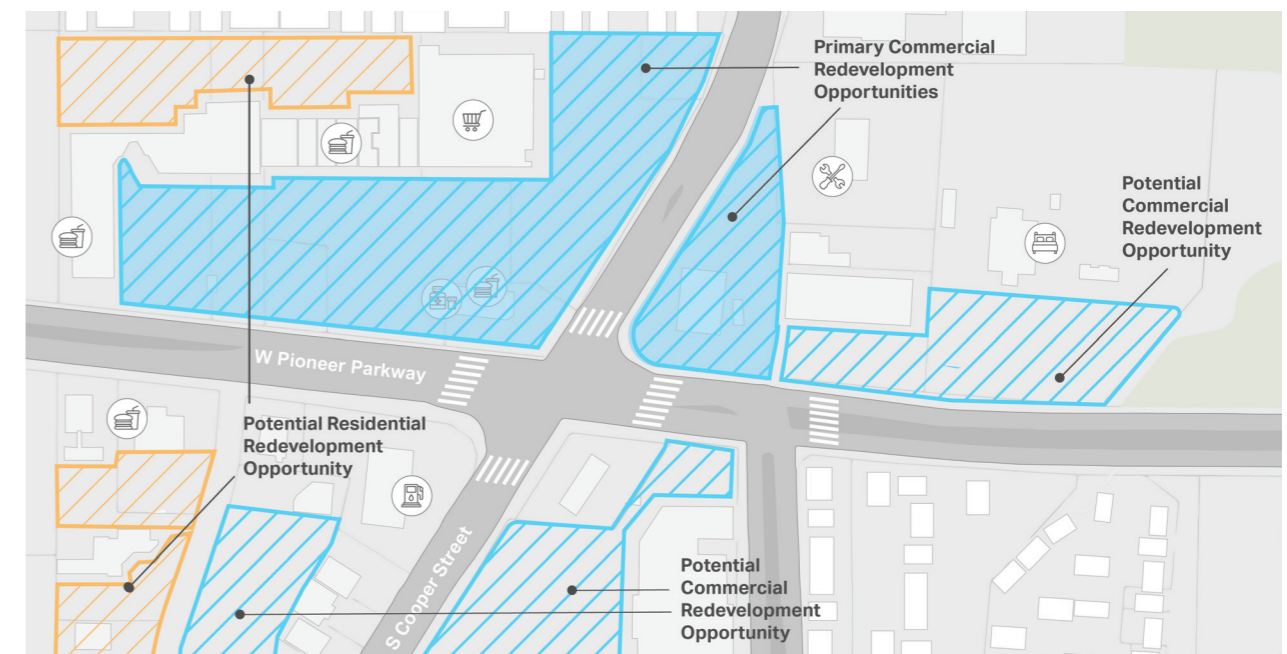 Primary Commercial
Redevelopment
Opportunities
Potential
Commercial
Redevelopment
Opportunity
W Pioneer Parkway
Potential Residential
Redevelopment
Opportunity
S Cooper Street
Potential
Commercial
Redevelopment
Opportunity